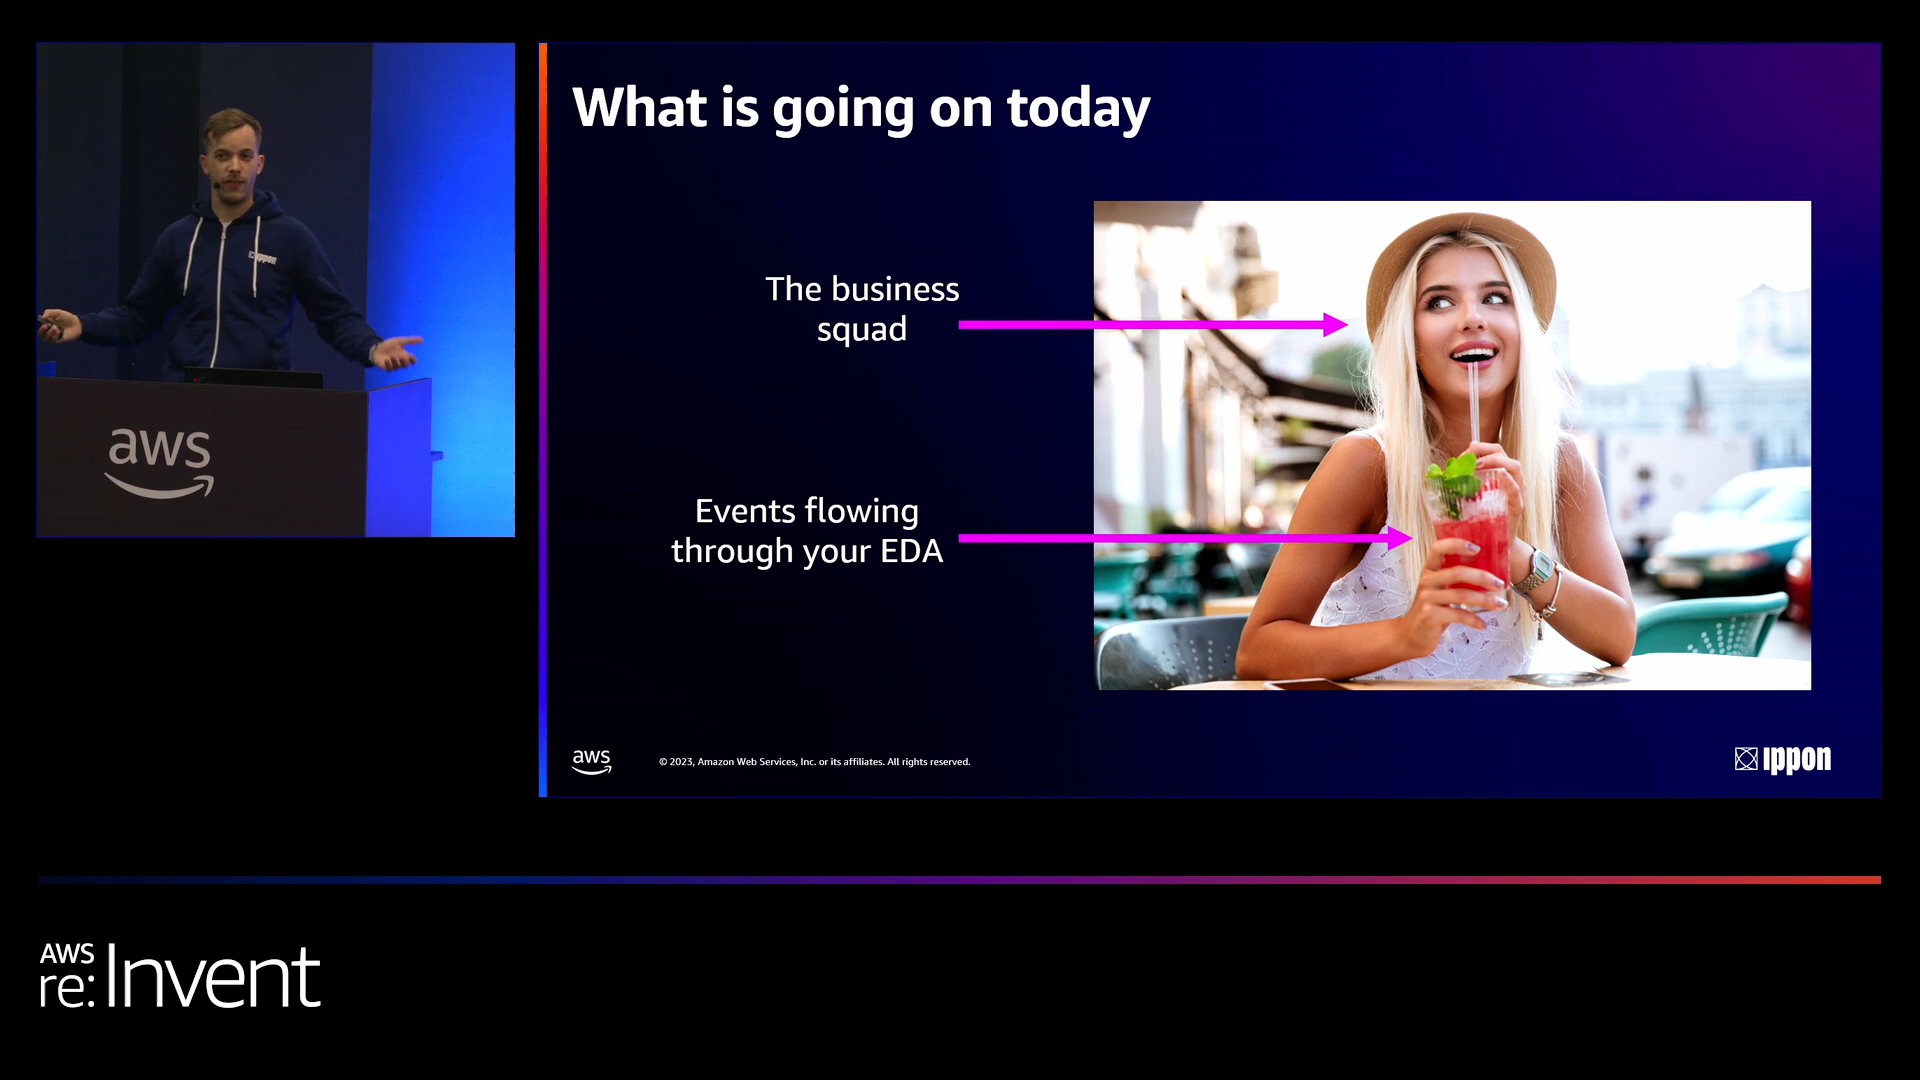 What is going on today
ippon
The business
squad
Events flowing
through your EDA
aws
aws
© 2023, Amazon Web Services, Inc. or its affiliates. All rights reserved.
ippon
AWS
re:Invent